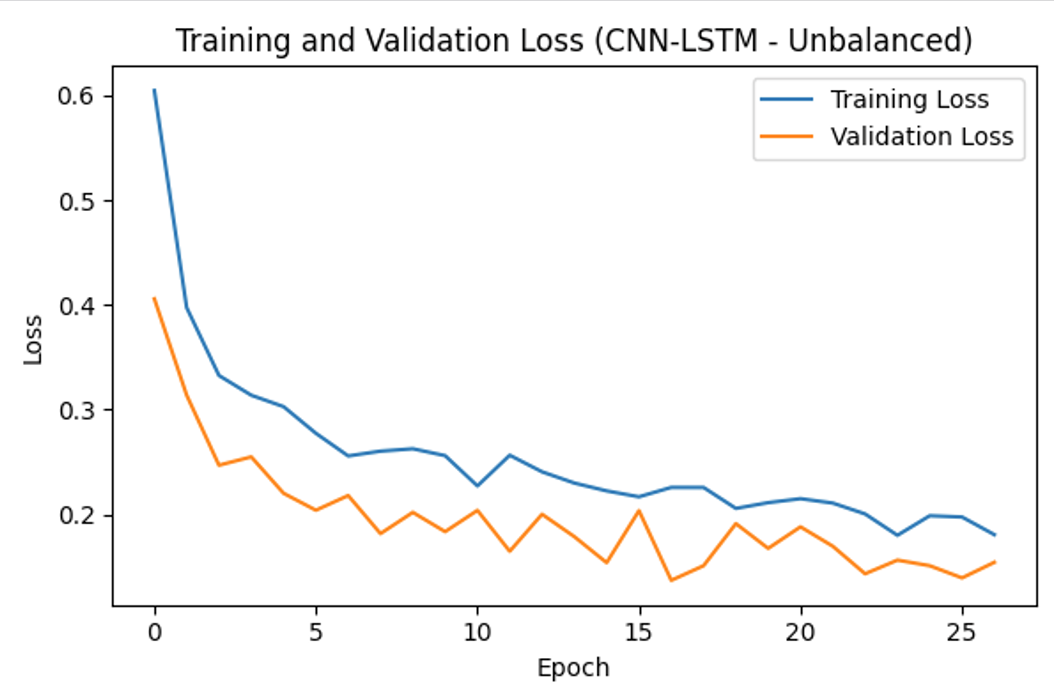 Training and Validation Loss (CNN-LSTM - Unbalanced)
Training Loss
Validation Loss
0.6
0.5
0.4
0.3
0.2
Loss
0 5 10 15 20 25
Epoch